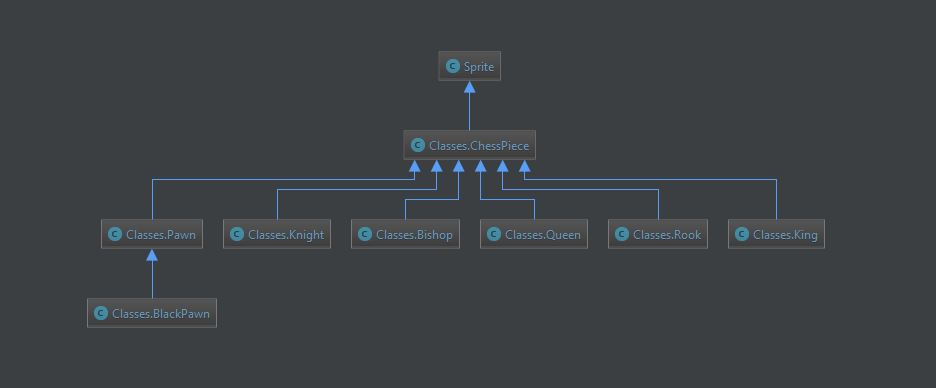 C Sprite
C Classes.ChessPiece
C Classes.Pawn
C Classes.Knight
C Classes.Bishop
C Classes.Queen
C Classes.Rook
C Classes.King
C Classes.BlackPawn